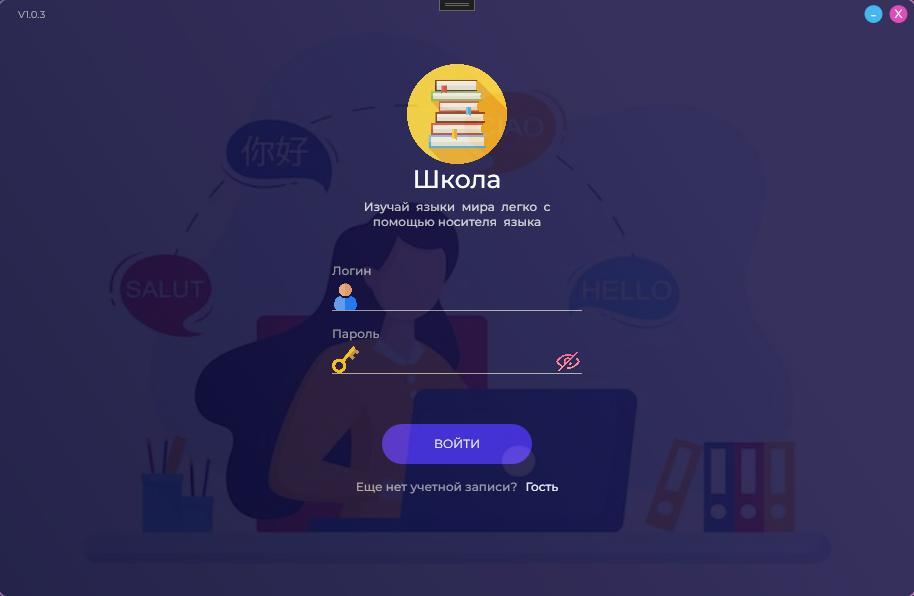 V1.0.3
X
你好
CIAO
Школа
Изучай языки мира легко с
помощью носителя языка
SALUT
HELLO
Логин
Пароль
ВОЙТИ
Еще нет учетной записи? Гость